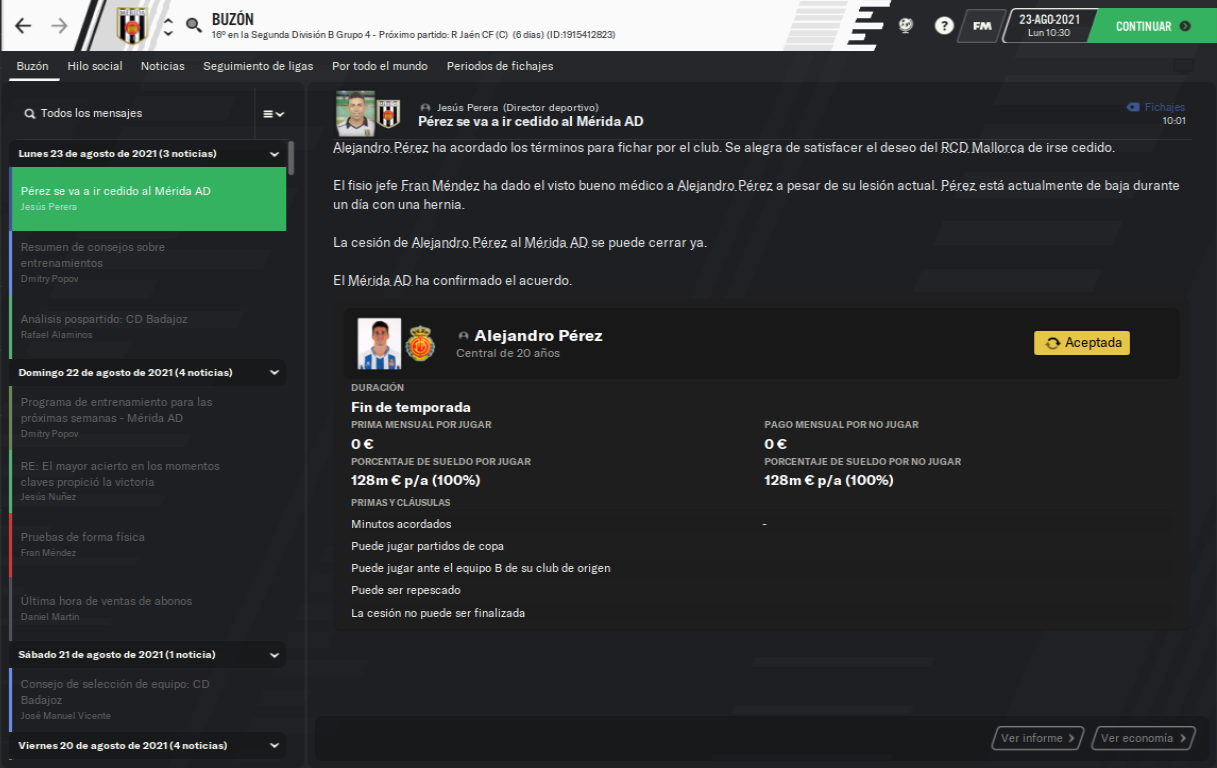 BUZÓN
16º en la Segunda División B Grupo 4 - Próximo partido: R Jaén CF (C) (6 dias) (ID:1915412823)
?
FM
23-AGO-2021
Lun 10:30
CONTINUAR
Buzón Hilo social Noticias Seguimiento de ligas Por todo el mundo Periodos de fichajes
Todos los mensajes
Lunes 23 de agosto de 2021 (3 noticias)
Pérez se va a ir cedido al Mérida AD
Jesús Perera
Resumen de consejos sobre
entrenamientos
Dmitry Popov
Análisis pospartido: CD Badajoz
Rafael Alaminos
Domingo 22 de agosto de 2021 (4 noticias)
Programa de entrenamiento para las
próximas semanas - Mérida AD
Dmitry Popov
RE: El mayor acierto en los momentos
claves propició la victoria
Jesús Nuñez
Pruebas de forma física
Fran Méndez
Última hora de ventas de abonos
Daniel Martin
Sábado 21 de agosto de 2021 (1 noticia)
Consejo de selección de equipo: CD
Badajoz
José Manuel Vicente
Viernes 20 de agosto de 2021 (4 noticias)
Jesús Perera (Director deportivo)
Pérez se va a ir cedido al Mérida AD
Fichajes
10:01
Alejandro Pérez ha acordado los términos para fichar por el club. Se alegra de satisfacer el deseo del RCD Mallorca de irse cedido.
El fisio jefe Fran Méndez ha dado el visto bueno médico a Alejandro Pérez a pesar de su lesión actual. Pérez está actualmente de baja durante
un día con una hernia.
La cesión de Alejandro Pérez al Mérida AD se puede cerrar ya.
El Mérida AD ha confirmado el acuerdo.
Alejandro Pérez
Central de 20 años
Aceptada
DURACIÓN
Fin de temporada
PRIMA MENSUAL POR JUGAR PAGO MENSUAL POR NO JUGAR
0 € 0 €
PORCENTAJE DE SUELDO POR JUGAR PORCENTAJE DE SUELDO POR NO JUGAR
128m € p/a (100%) 128m € p/a (100%)
PRIMAS Y CLÁUSULAS
Minutos acordados -
Puede jugar partidos de copa
Puede jugar ante el equipo B de su club de origen
Puede ser repescado
La cesión no puede ser finalizada
Ver informe Ver economía